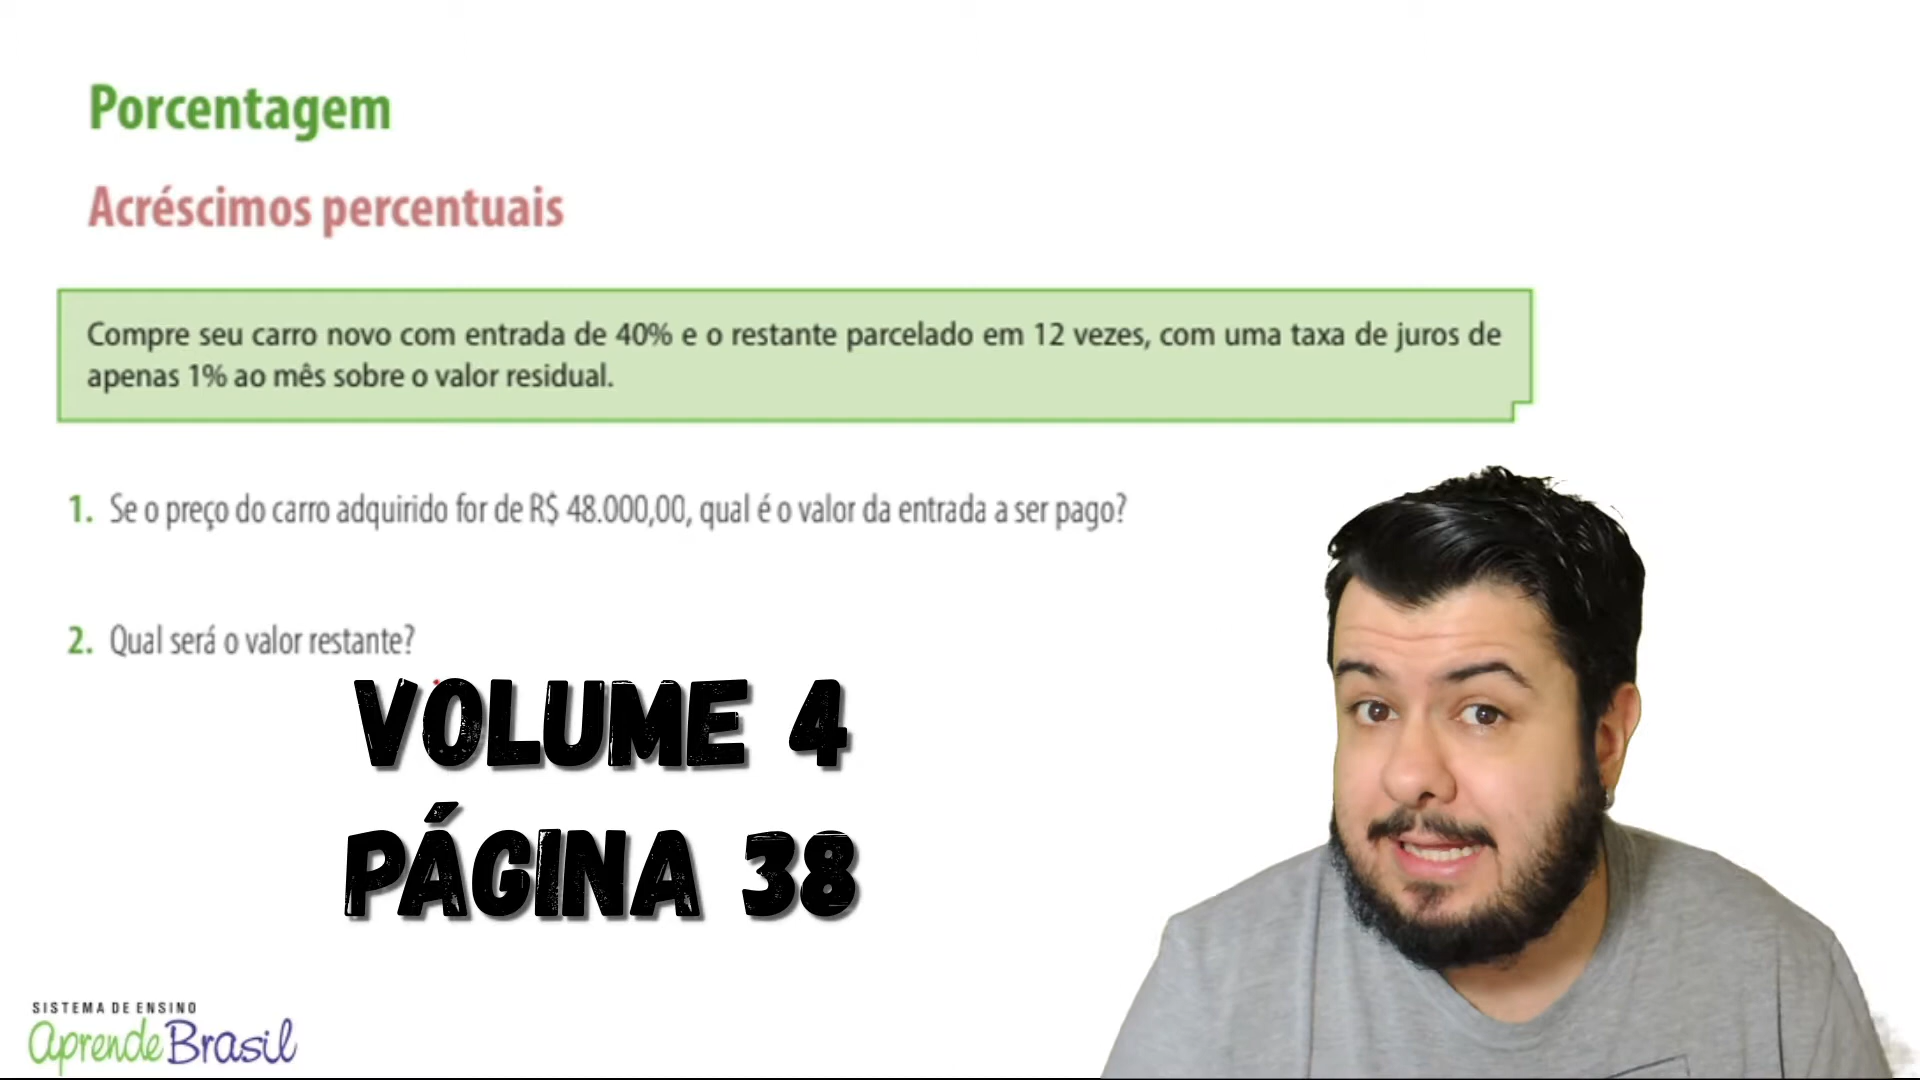 Porcentagem
Acréscimos percentuais
Compre seu carro novo com entrada de 40% e o restante parcelado em 12 vezes, com uma taxa de juros de
apenas 1% ao mês sobre o valor residual.
1. Se o preço do carro adquirido for de R$ 48.000,00, qual é o valor da entrada a ser pago?
2. Qual será o valor restante?
VOLUME 4
PÁGINA 38
SISTEMA DE ENSINO
aprendeBrasil